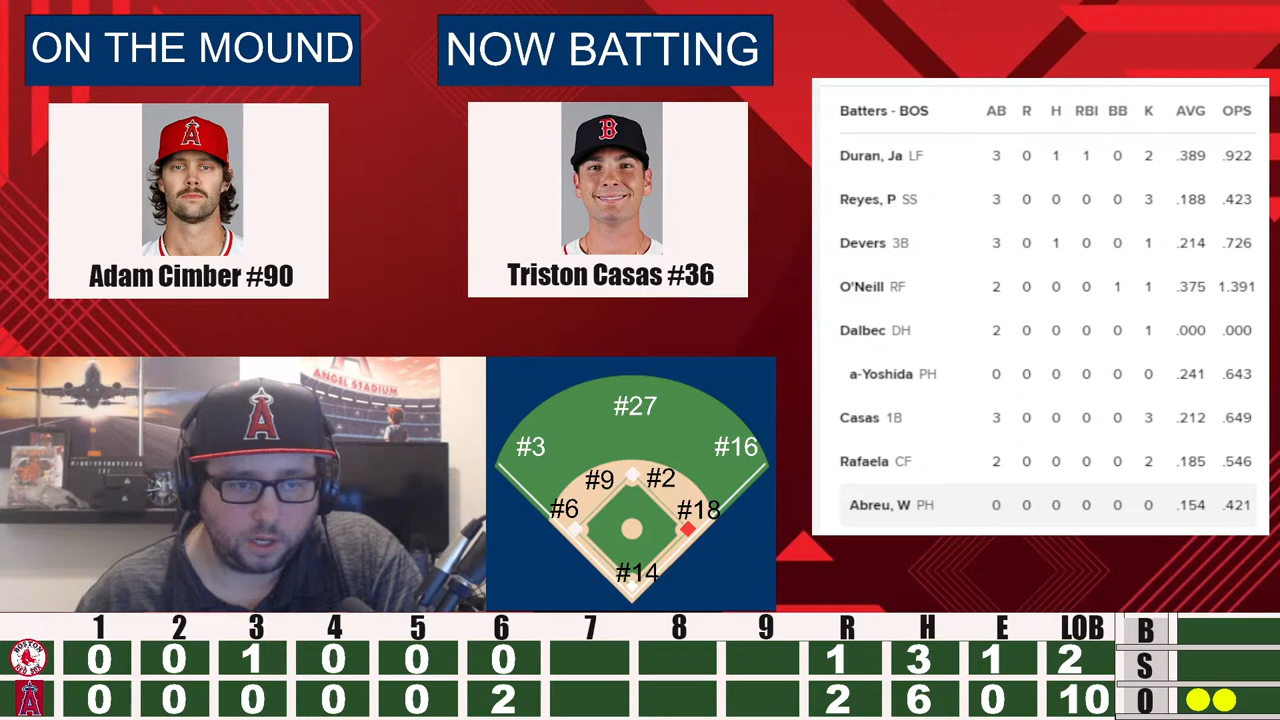 ON THE MOUND
NOW BATTING
Adam Cimber #90
Triston Casas #36
Batters - BOS AB R H RBI BB K AVG OPS
Duran, Ja LF 3 0 1 1 0 2 .389 .922
Reyes, P SS 3 0 0 0 0 3 .188 .423
Devers 3B 3 0 1 0 0 1 .214 .726
O'Neill RF 2 0 0 0 1 1 .375 1.391
Dalbec DH 2 0 0 0 0 1 .000 .000
a-Yoshida PH 0 0 0 0 0 0 .241 .643
Casas 1B 3 0 0 0 0 3 .212 .649
Rafaela CF 2 0 0 0 0 2 .185 .546
Abreu, W PH 0 0 0 0 0 0 .154 .421
ANGEL STADIUM
A
#27
#3
#16
#9
#2
#6
#18
#14
1 2 3 4 5 6 7 8 9 R H E LOB B
0 0 1 0 0 0 1 3 1 2 S
0 0 0 0 0 2 2 6 0 10 O